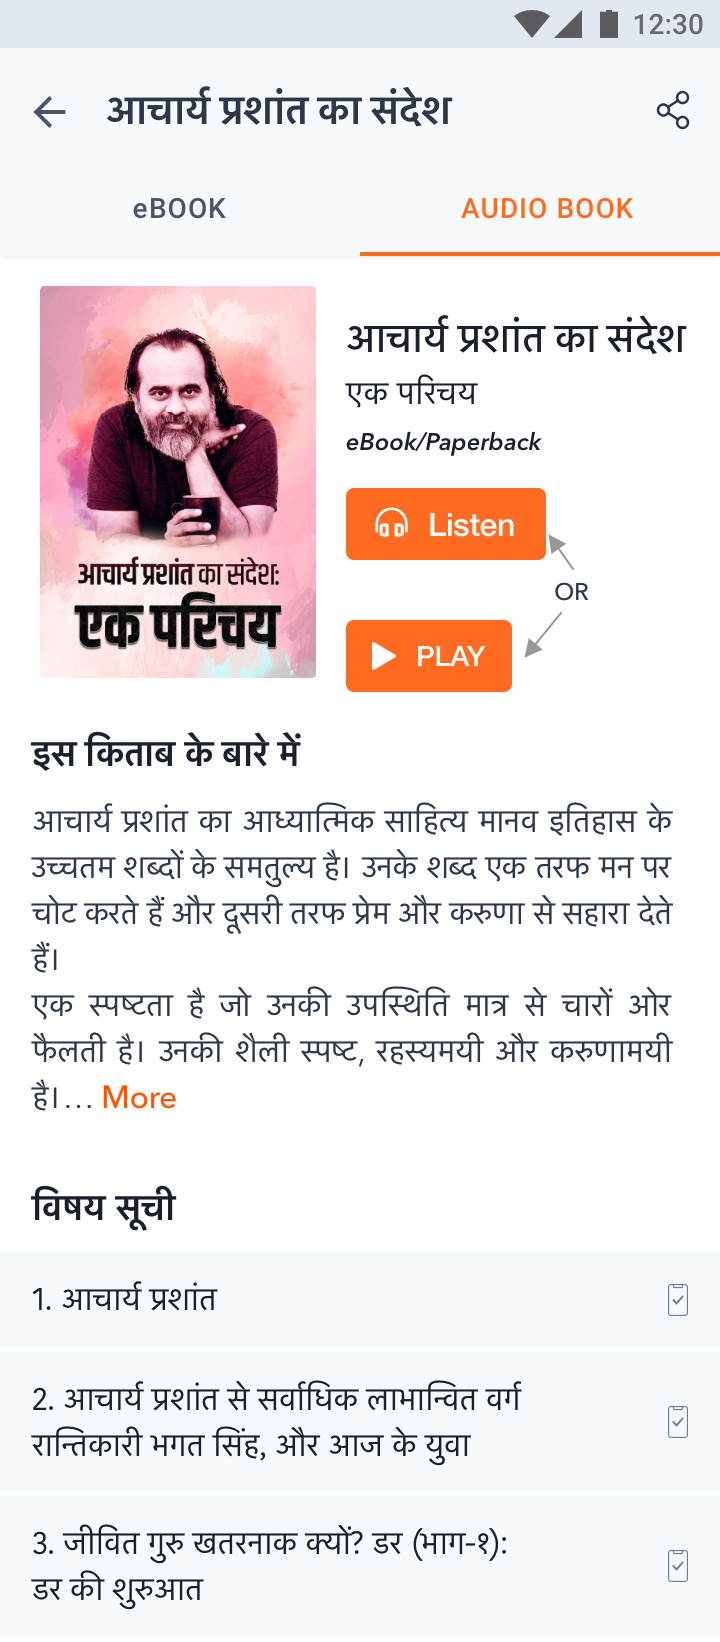 12:30
आचार्य प्रशांत का संदेश
eBOOK
AUDIO BOOK
आचार्य प्रशांत का संदेश:
एक परिचय
आचार्य प्रशांत का संदेश
एक परिचय
eBook/Paperback
Listen
OR
PLAY
इस किताब के बारे में
आचार्य प्रशांत का आध्यात्मिक साहित्य मानव इतिहास के
उच्चतम शब्दों के समतुल्य है। उनके शब्द एक तरफ मन पर
चोट करते हैं और दूसरी तरफ प्रेम और करुणा से सहारा देते
हैं।
एक स्पष्टता है जो उनकी उपस्थिति मात्र से चारों ओर
फैलती है। उनकी शैली स्पष्ट, रहस्यमयी और करुणामयी
है।... More
विषय सूची
1. आचार्य प्रशांत
2. आचार्य प्रशांत से सर्वाधिक लाभान्वित वर्ग
रान्तिकारी भगत सिंह, और आज के युवा
3. जीवित गुरु खतरनाक क्यों? डर (भाग-१):
डर की शुरुआत